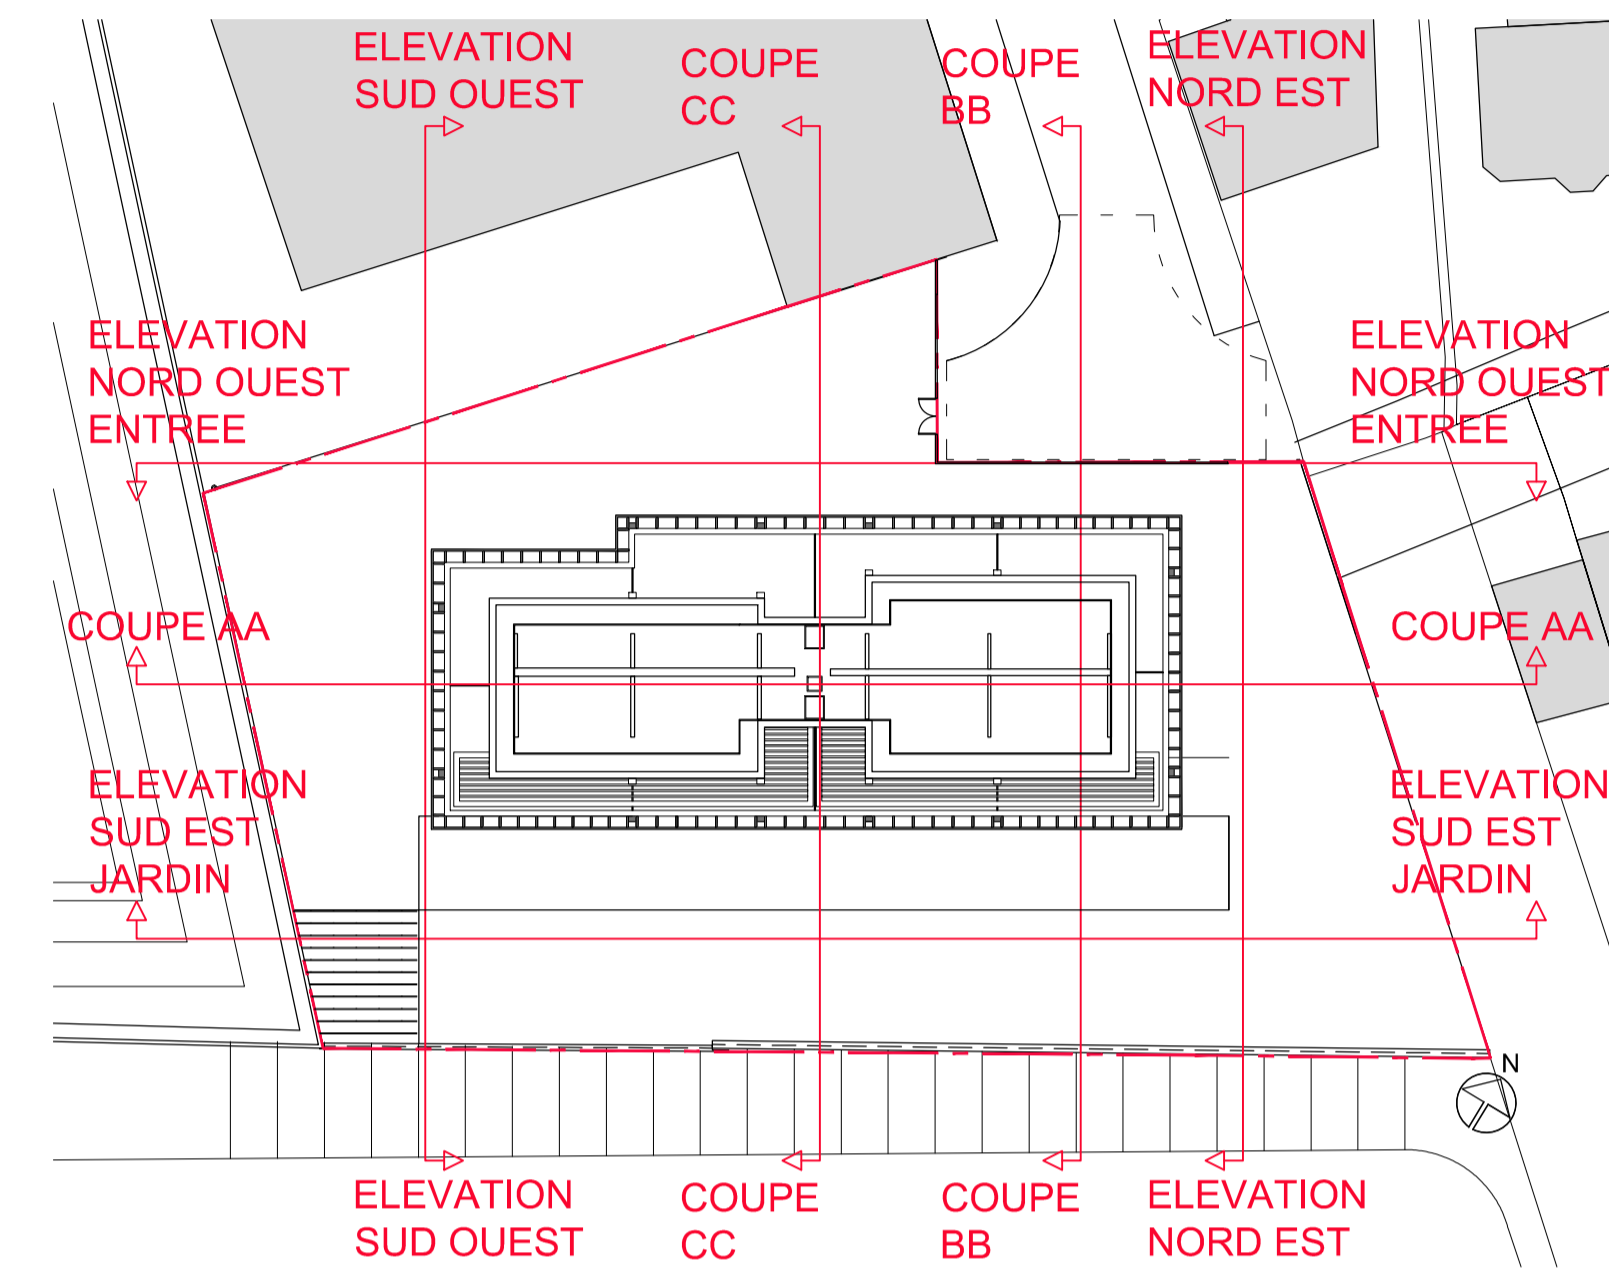 ELEVATION
SUD OUEST
COUPE
CC
COUPE
BB
ELEVATION
NORD EST
ELEVATION
NORD OUEST
ENTREE
ELEVATION
NORD OUEST
ENTREE
COUPE AA
COUPE AA
ELEVATION
SUD EST
JARDIN
ELEVATION
SUD EST
JARDIN
N
ELEVATION
SUD OUEST
COUPE
CC
COUPE
BB
ELEVATION
NORD EST